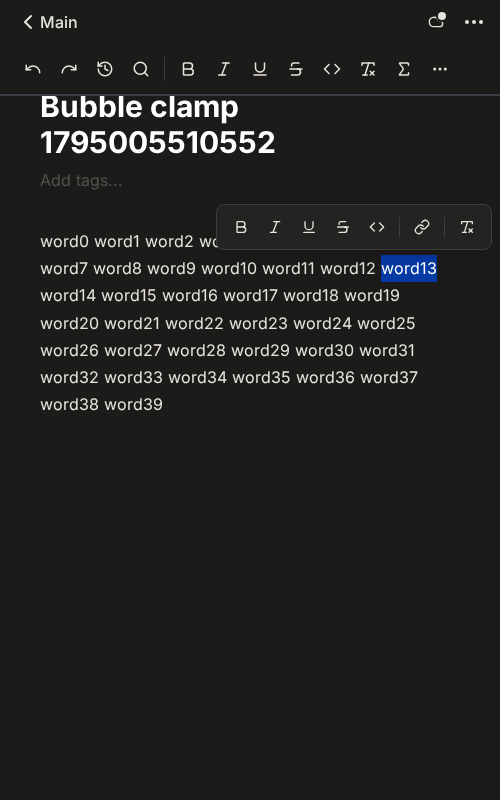 Main
Bubble clamp
1795005510552
Add tags...
word0 word1 word2
word7 word8 word9 word10 word11 word12 word13
word14 word15 word16 word17 word18 word19
word20 word21 word22 word23 word24 word25
word26 word27 word28 word29 word30 word31
word32 word33 word34 word35 word36 word37
word38 word39